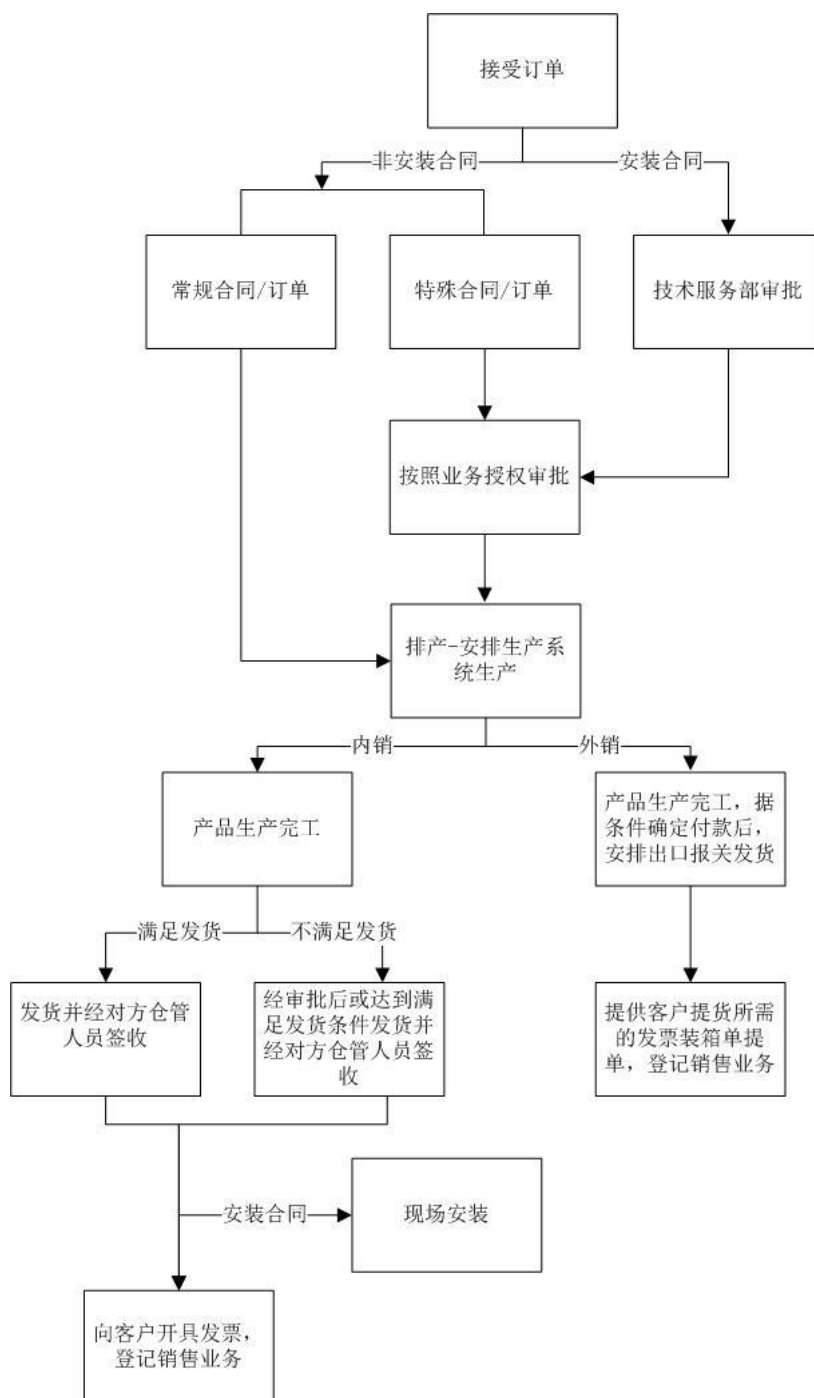 接受订单
非安装合同
安装合同
常规合同/订单
特殊合同/订单
技术服务部审批
按照业务授权审批
排产-安排生产系
统生产
内销
外销
产品生产完工
产品生产完工，据
条件确定付款后，
安排出口报关发货
满足发货
不满足发货
发货并经对方仓管
人员签收
经审批后或达到满
足发货条件发货并
经对方仓管人员签
收
提供客户提货所需
的发票装箱单提
单，登记销售业务
安装合同
现场安装
向客户开具发票，
登记销售业务